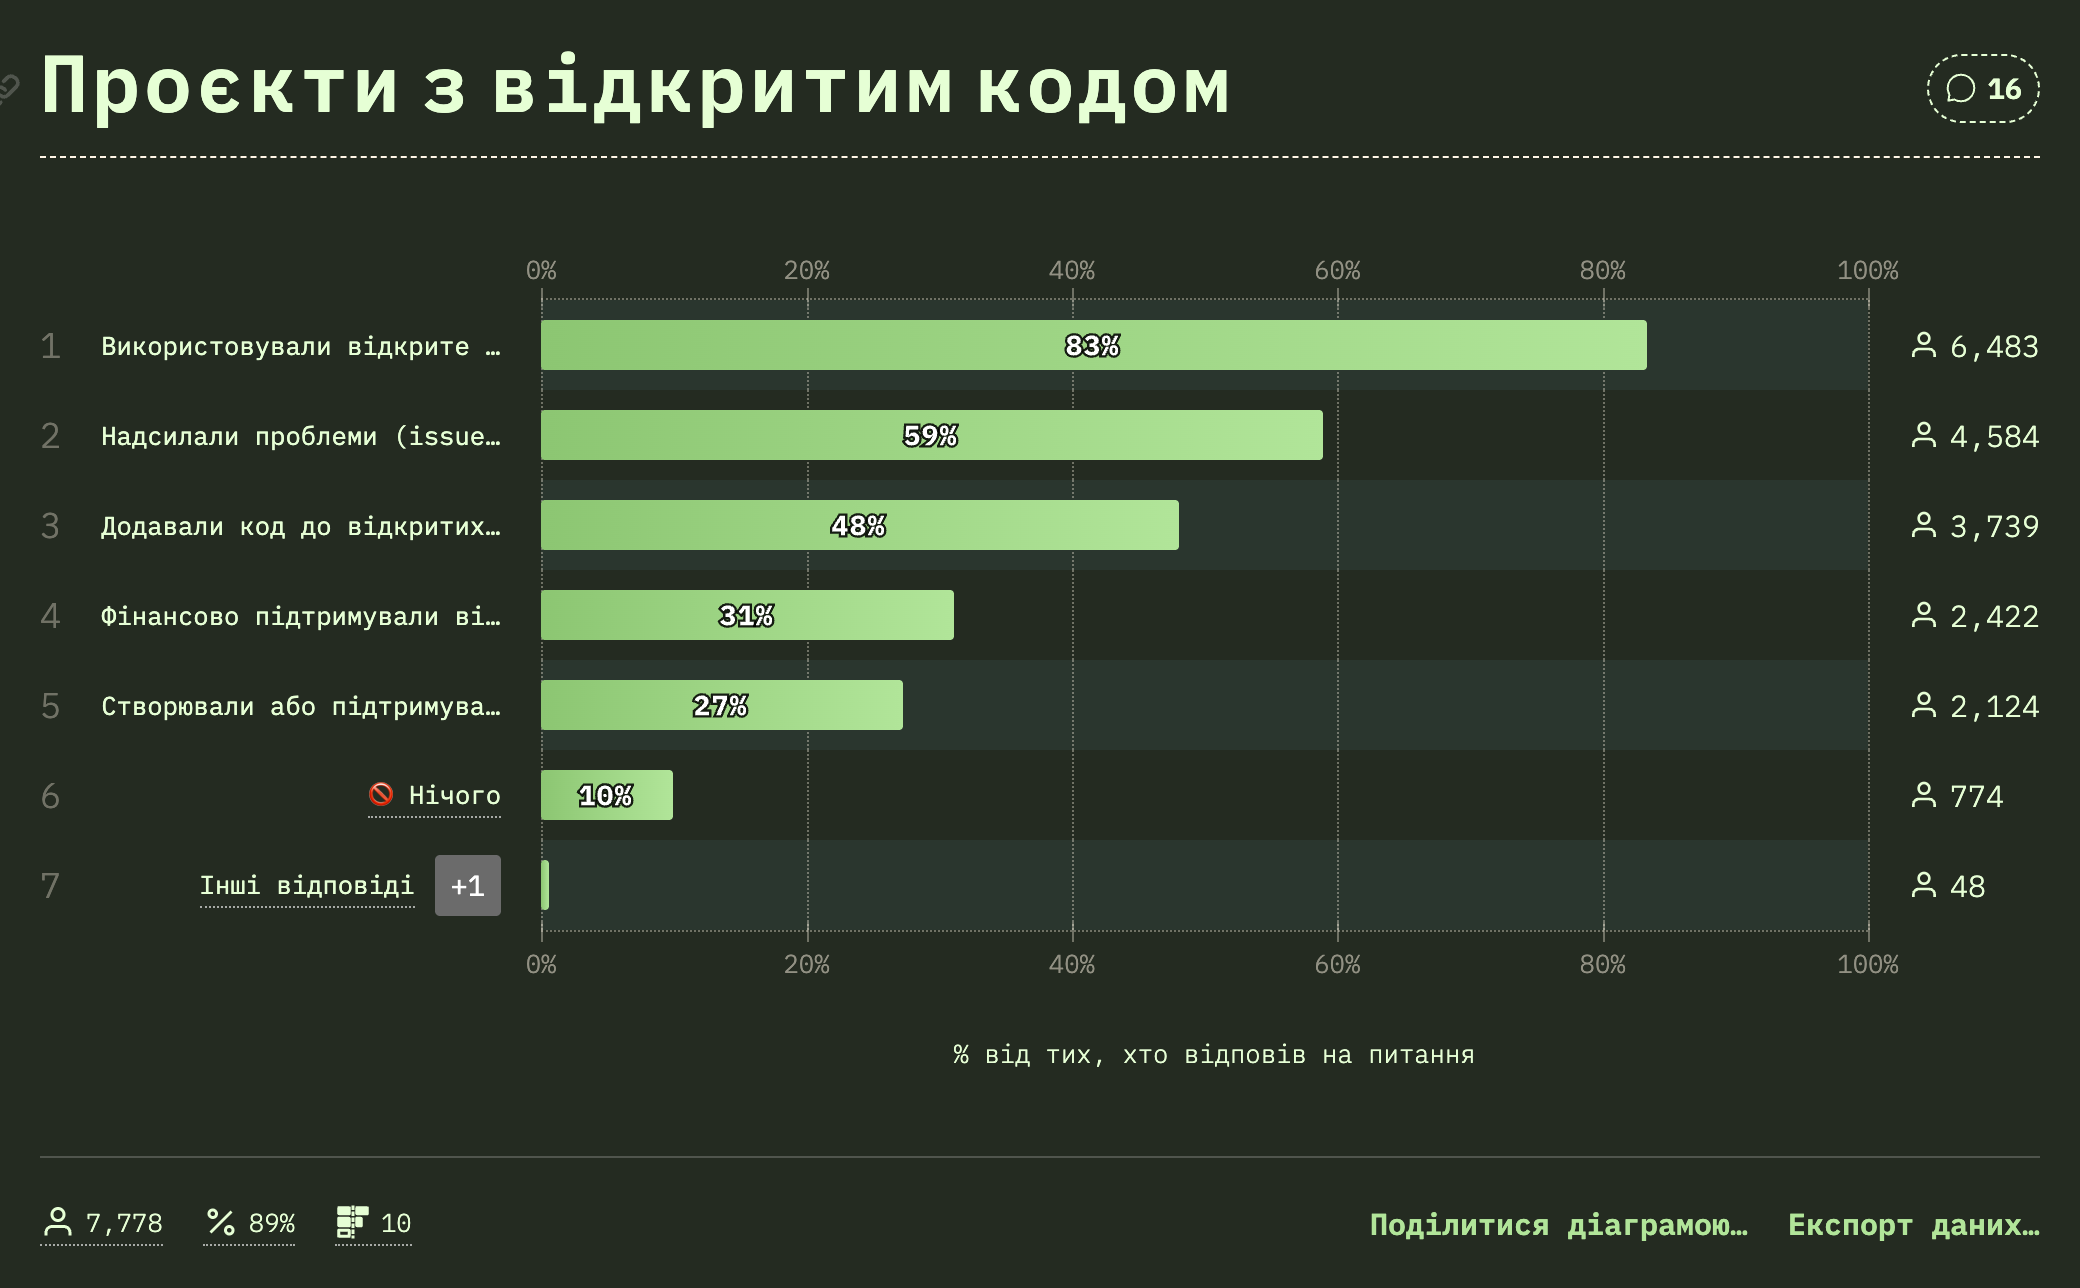 Проєкти з відкритим кодом
16
0% 20% 40% 60% 80% 100%
1 Використовували відкрите … 83% 6,483
2 Надсилали проблеми (issue… 59% 4,584
3 Додавали код до відкритих… 48% 3,739
4 Фінансово підтримували ві… 31% 2,422
5 Створювали або підтримува… 27% 2,124
6 Нічого 10% 774
7 Інші відповіді +1 48
0% 20% 40% 60% 80% 100%
% від тих, хто відповів на питання
7,778 89% 10 Поділитися діаграмою… Експорт даних…